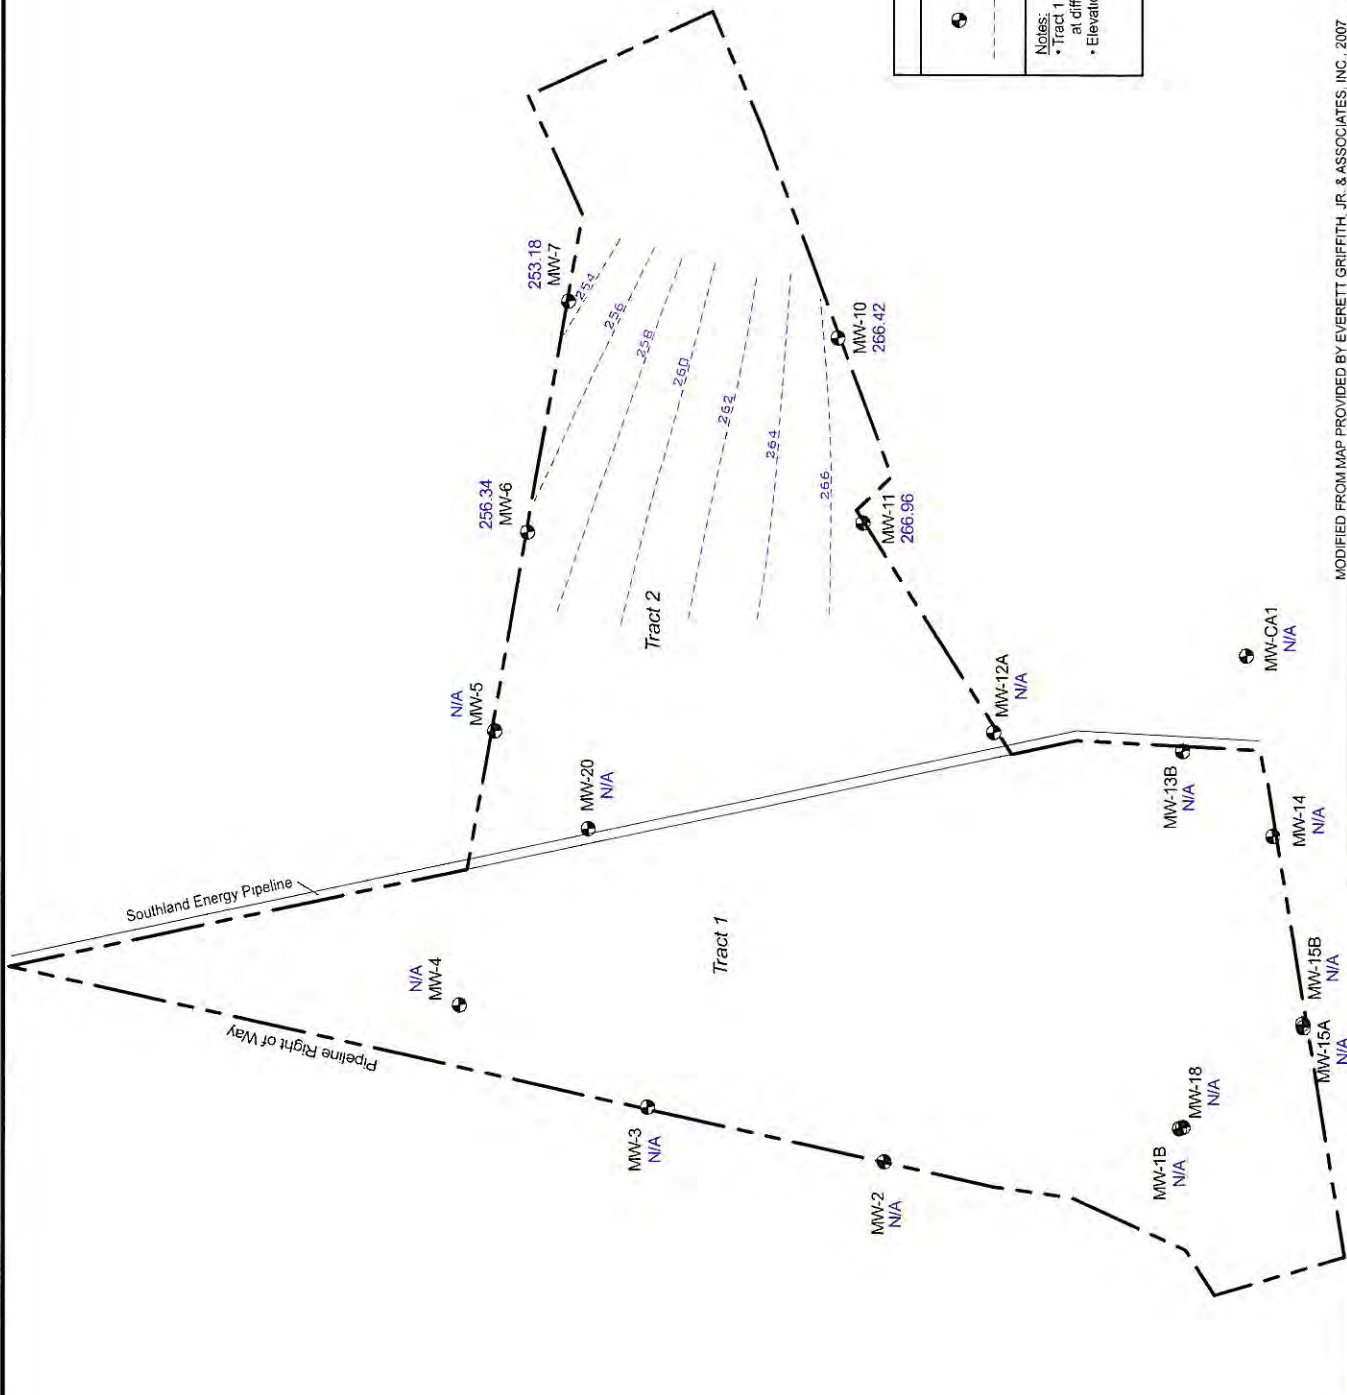 Notes:
• Tract 1
at diff
• Elevati
253.18
MW-7
254
256
258
260
262
264
266
MW-10
266.42
256.34
MW-6
MW-11
266.96
Tract 2
N/A
MW-5
MW-20
N/A
MW-12A
N/A
MW-CA1
N/A
MW-13B
N/A
MW-14
N/A
Southland Energy Pipeline
Pipeline Right of Way
N/A
MW-4
Tract 1
MW-3
N/A
MW-2
N/A
MW-1B
N/A
MW-18
N/A
MW-15B
N/A
MW-15A
N/A
MODIFIED FROM MAP PROVIDED BY EVERETT GRIFFITH, JR. & ASSOCIATES, INC., 2007